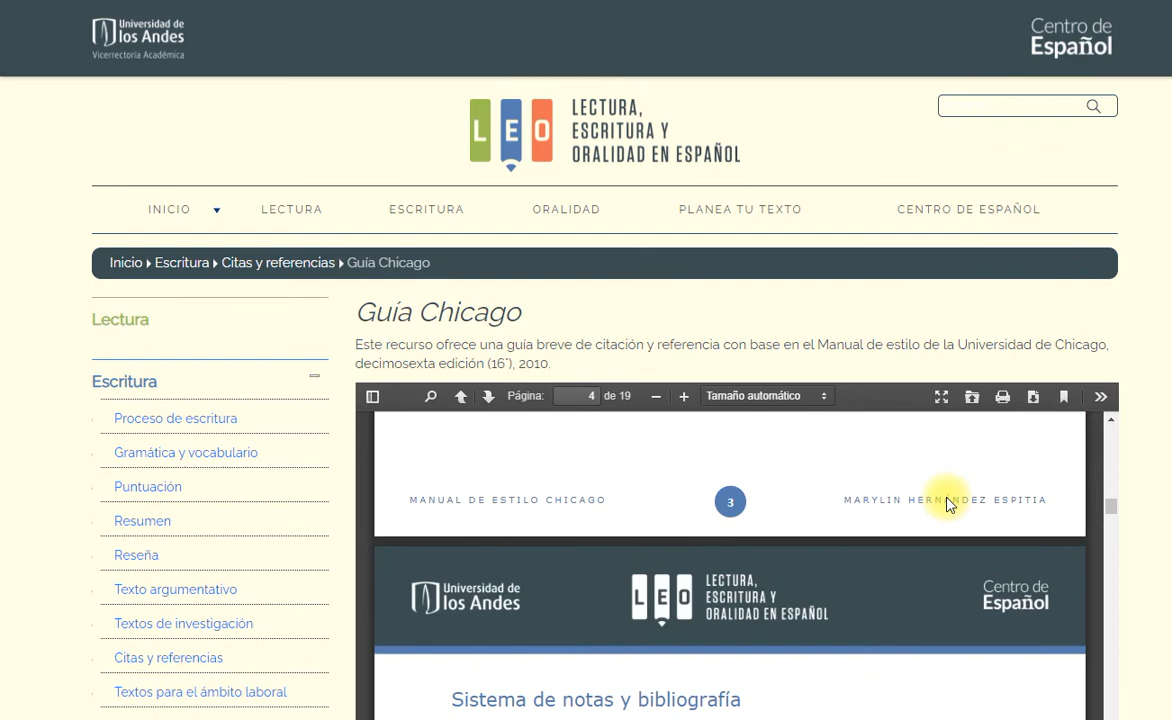 Universidad de
los Andes
Vicerrectoría Académica
Centro de
Español
LEO
LECTURA,
ESCRITURA Y
ORALIDAD EN ESPAÑOL
INICIO LECTURA ESCRITURA ORALIDAD PLANEA TU TEXTO CENTRO DE ESPAÑOL
Inicio Escritura Citas y referencias Guía Chicago
Lectura
Escritura
Proceso de escritura
Gramática y vocabulario
Puntuación
Resumen
Reseña
Texto argumentativo
Textos de investigación
Citas y referencias
Textos para el ámbito laboral
Guía Chicago
Este recurso ofrece una guía breve de citación y referencia con base en el Manual de estilo de la Universidad de Chicago,
decimosexta edición (16ª), 2010.
Página: 4 de 19 Tamaño automático
MANUAL DE ESTILO CHICAGO 3 MARYLIN HERNÁNDEZ ESPITIA
Universidad de
los Andes
LEO
LECTURA,
ESCRITURA Y
ORALIDAD EN ESPAÑOL
Centro de
Español
Sistema de notas y bibliografía